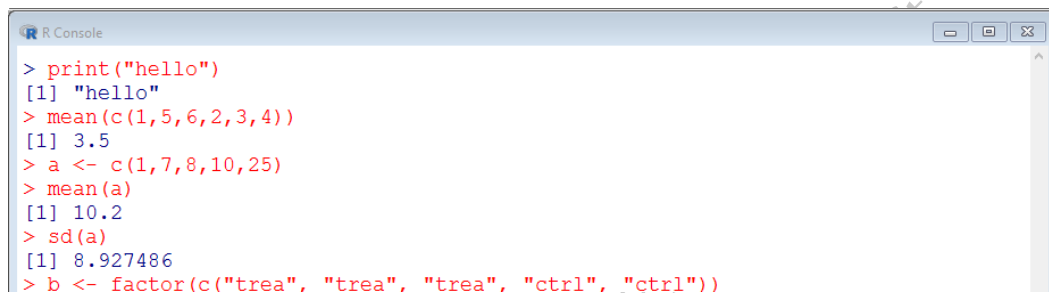 R Console
> print("hello")
[1] "hello"
> mean(c(1,5,6,2,3,4))
[1] 3.5
> a <- c(1,7,8,10,25)
> mean(a)
[1] 10.2
> sd(a)
[1] 8.927486
> b <- factor(c("trea", "trea", "trea", "ctrl", "ctrl"))